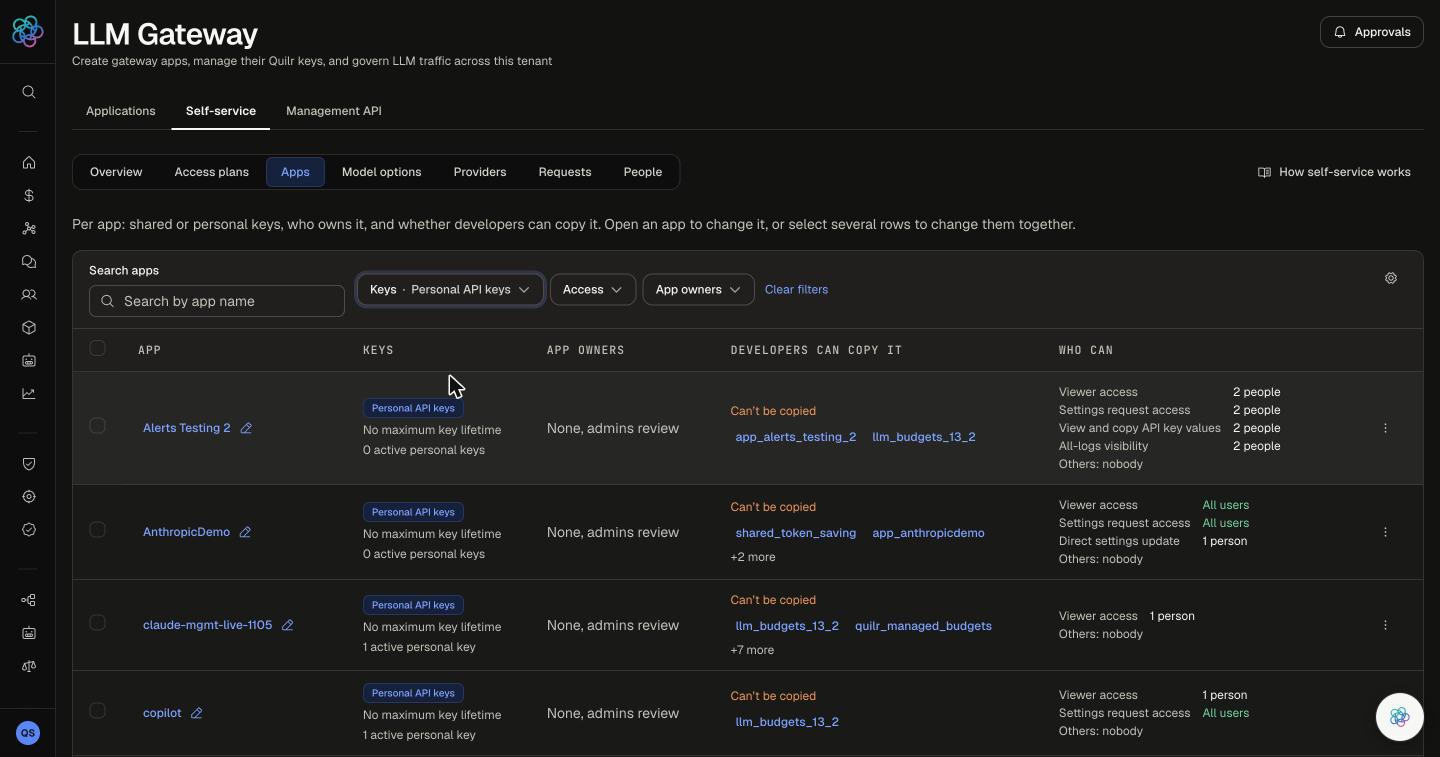 LLM Gateway
Create gateway apps, manage their Quilr keys, and govern LLM traffic across this tenant
Approvals
Applications Self-service Management API
Overview Access plans Apps Model options Providers Requests People
How self-service works
Per app: shared or personal keys, who owns it, and whether developers can copy it. Open an app to change it, or select several rows to change them together.
Search apps
Search by app name
Keys · Personal API keys
Access
App owners
Clear filters
APP KEYS APP OWNERS DEVELOPERS CAN COPY IT WHO CAN
Alerts Testing 2
Personal API keys
No maximum key lifetime
0 active personal keys
None, admins review
Can't be copied
app_alerts_testing_2 llm_budgets_13_2
Viewer access 2 people
Settings request access 2 people
View and copy API key values 2 people
All-logs visibility 2 people
Others: nobody
AnthropicDemo
Personal API keys
No maximum key lifetime
0 active personal keys
None, admins review
Can't be copied
shared_token_saving app_anthropicdemo
+2 more
Viewer access All users
Settings request access All users
Direct settings update 1 person
Others: nobody
claude-mgmt-live-1105
Personal API keys
No maximum key lifetime
1 active personal key
None, admins review
Can't be copied
llm_budgets_13_2 quilr_managed_budgets
+7 more
Viewer access 1 person
Others: nobody
copilot
Personal API keys
No maximum key lifetime
1 active personal key
None, admins review
Can't be copied
llm_budgets_13_2
Viewer access 1 person
Settings request access All users
Others: nobody
QS